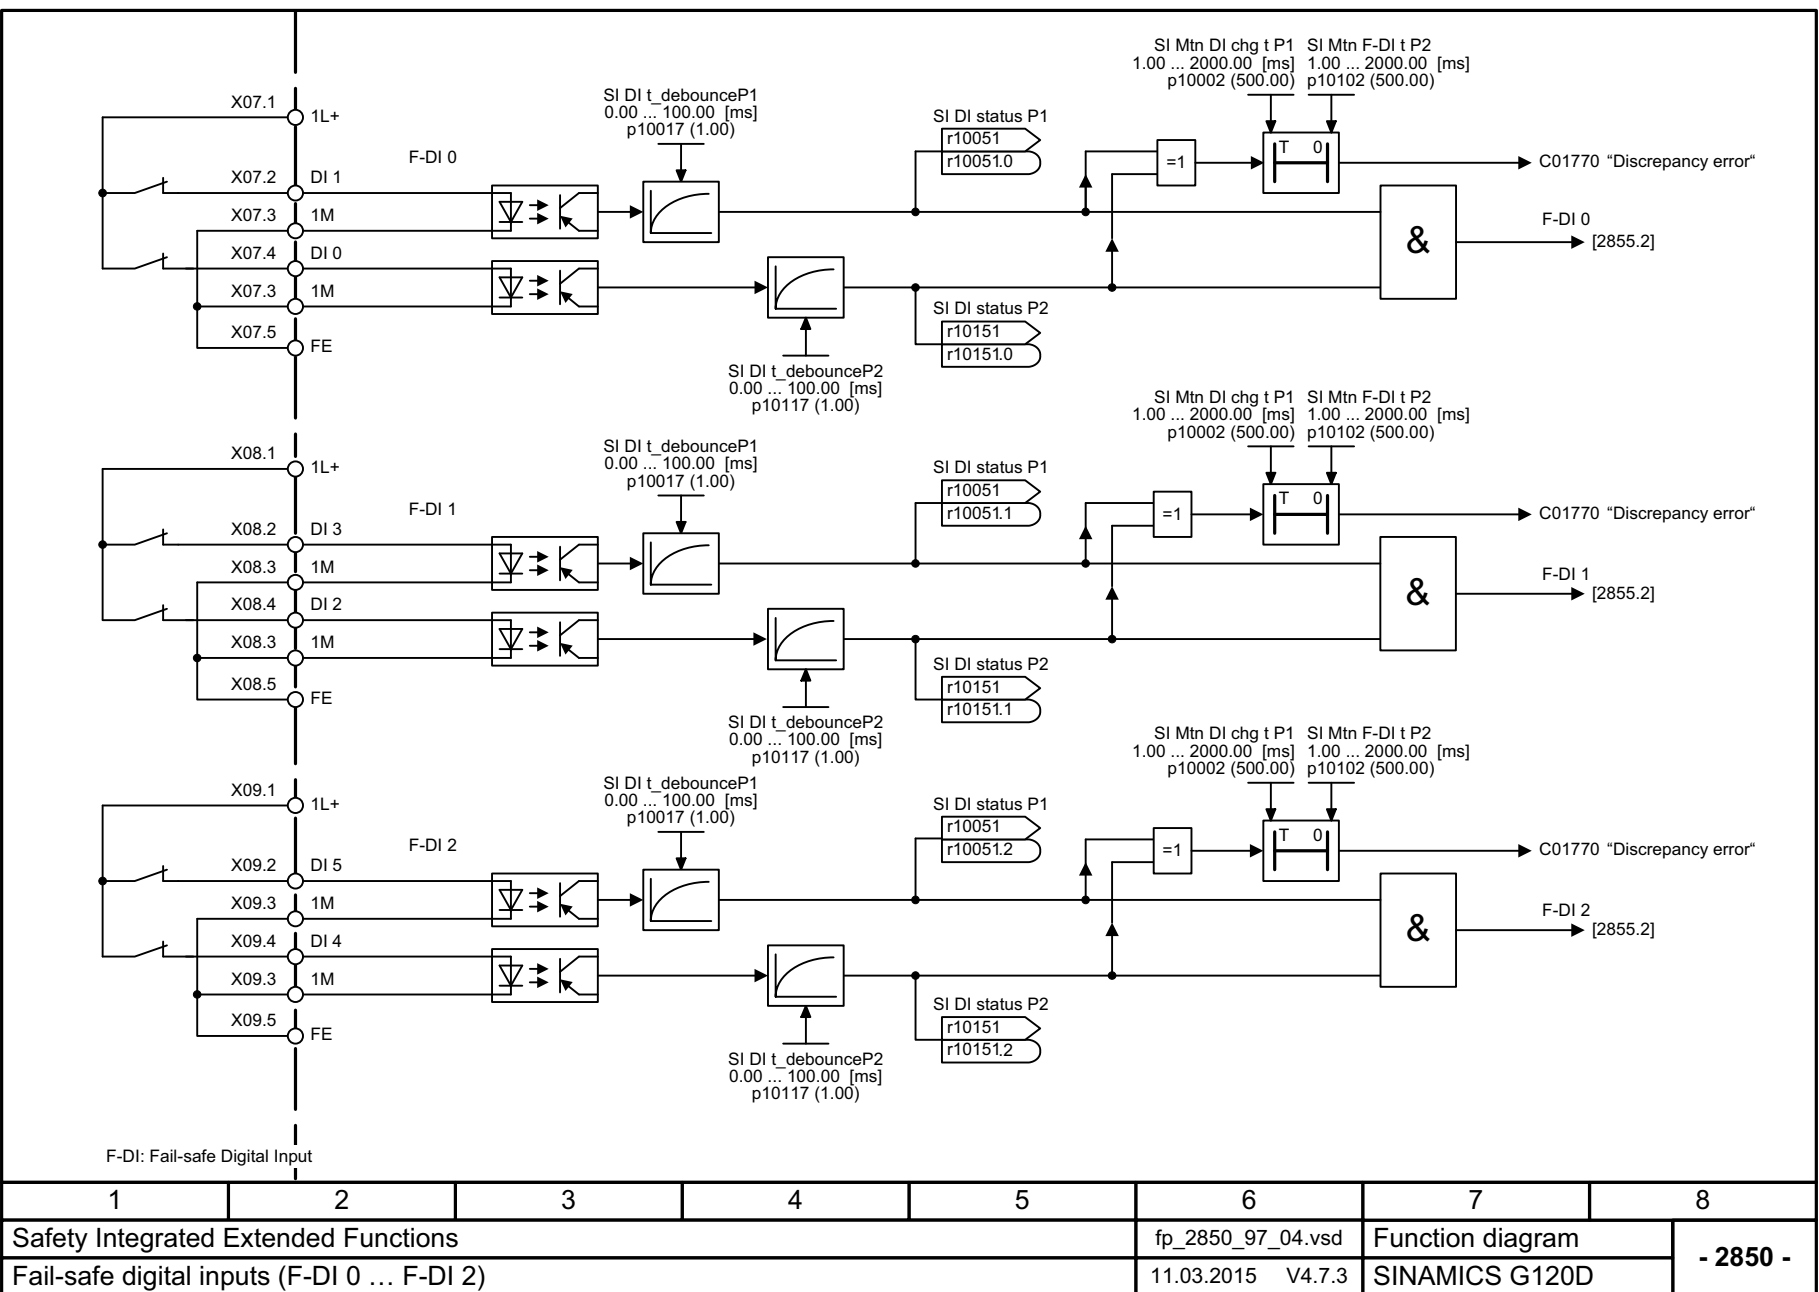 SI Mtn DI chg t P1 SI Mtn F-DI t P2
1.00 ... 2000.00 [ms] 1.00 ... 2000.00 [ms]
p10002 (500.00) p10102 (500.00)
SI DI t_debounceP1
0.00 ... 100.00 [ms]
p10017 (1.00)
X07.1
1L+
SI DI status P1
r10051
r10051.0
F-DI 0
=1
T 0
C01770 “Discrepancy error“
X07.2 DI 1
X07.3 1M
F-DI 0
&
[2855.2]
X07.4 DI 0
X07.3 1M
SI DI status P2
r10151
r10151.0
X07.5
FE
SI DI t_debounceP2
0.00 ... 100.00 [ms]
p10117 (1.00)
SI Mtn DI chg t P1 SI Mtn F-DI t P2
1.00 ... 2000.00 [ms] 1.00 ... 2000.00 [ms]
p10002 (500.00) p10102 (500.00)
SI DI t_debounceP1
0.00 ... 100.00 [ms]
p10017 (1.00)
X08.1
1L+
SI DI status P1
r10051
r10051.1
F-DI 1
=1
T 0
C01770 “Discrepancy error“
X08.2 DI 3
X08.3 1M
F-DI 1
&
[2855.2]
X08.4 DI 2
X08.3 1M
SI DI status P2
r10151
r10151.1
X08.5
FE
SI DI t_debounceP2
0.00 ... 100.00 [ms]
p10117 (1.00)
SI Mtn DI chg t P1 SI Mtn F-DI t P2
1.00 ... 2000.00 [ms] 1.00 ... 2000.00 [ms]
p10002 (500.00) p10102 (500.00)
SI DI t_debounceP1
0.00 ... 100.00 [ms]
p10017 (1.00)
X09.1
1L+
SI DI status P1
r10051
r10051.2
F-DI 2
=1
T 0
C01770 “Discrepancy error“
X09.2 DI 5
X09.3 1M
F-DI 2
&
[2855.2]
X09.4 DI 4
X09.3 1M
SI DI status P2
r10151
r10151.2
X09.5
FE
SI DI t_debounceP2
0.00 ... 100.00 [ms]
p10117 (1.00)
F-DI: Fail-safe Digital Input
1 2 3 4 5 6 7 8
Safety Integrated Extended Functions fp_2850_97_04.vsd Function diagram
- 2850 -
Fail-safe digital inputs (F-DI 0 … F-DI 2) 11.03.2015 V4.7.3 SINAMICS G120D